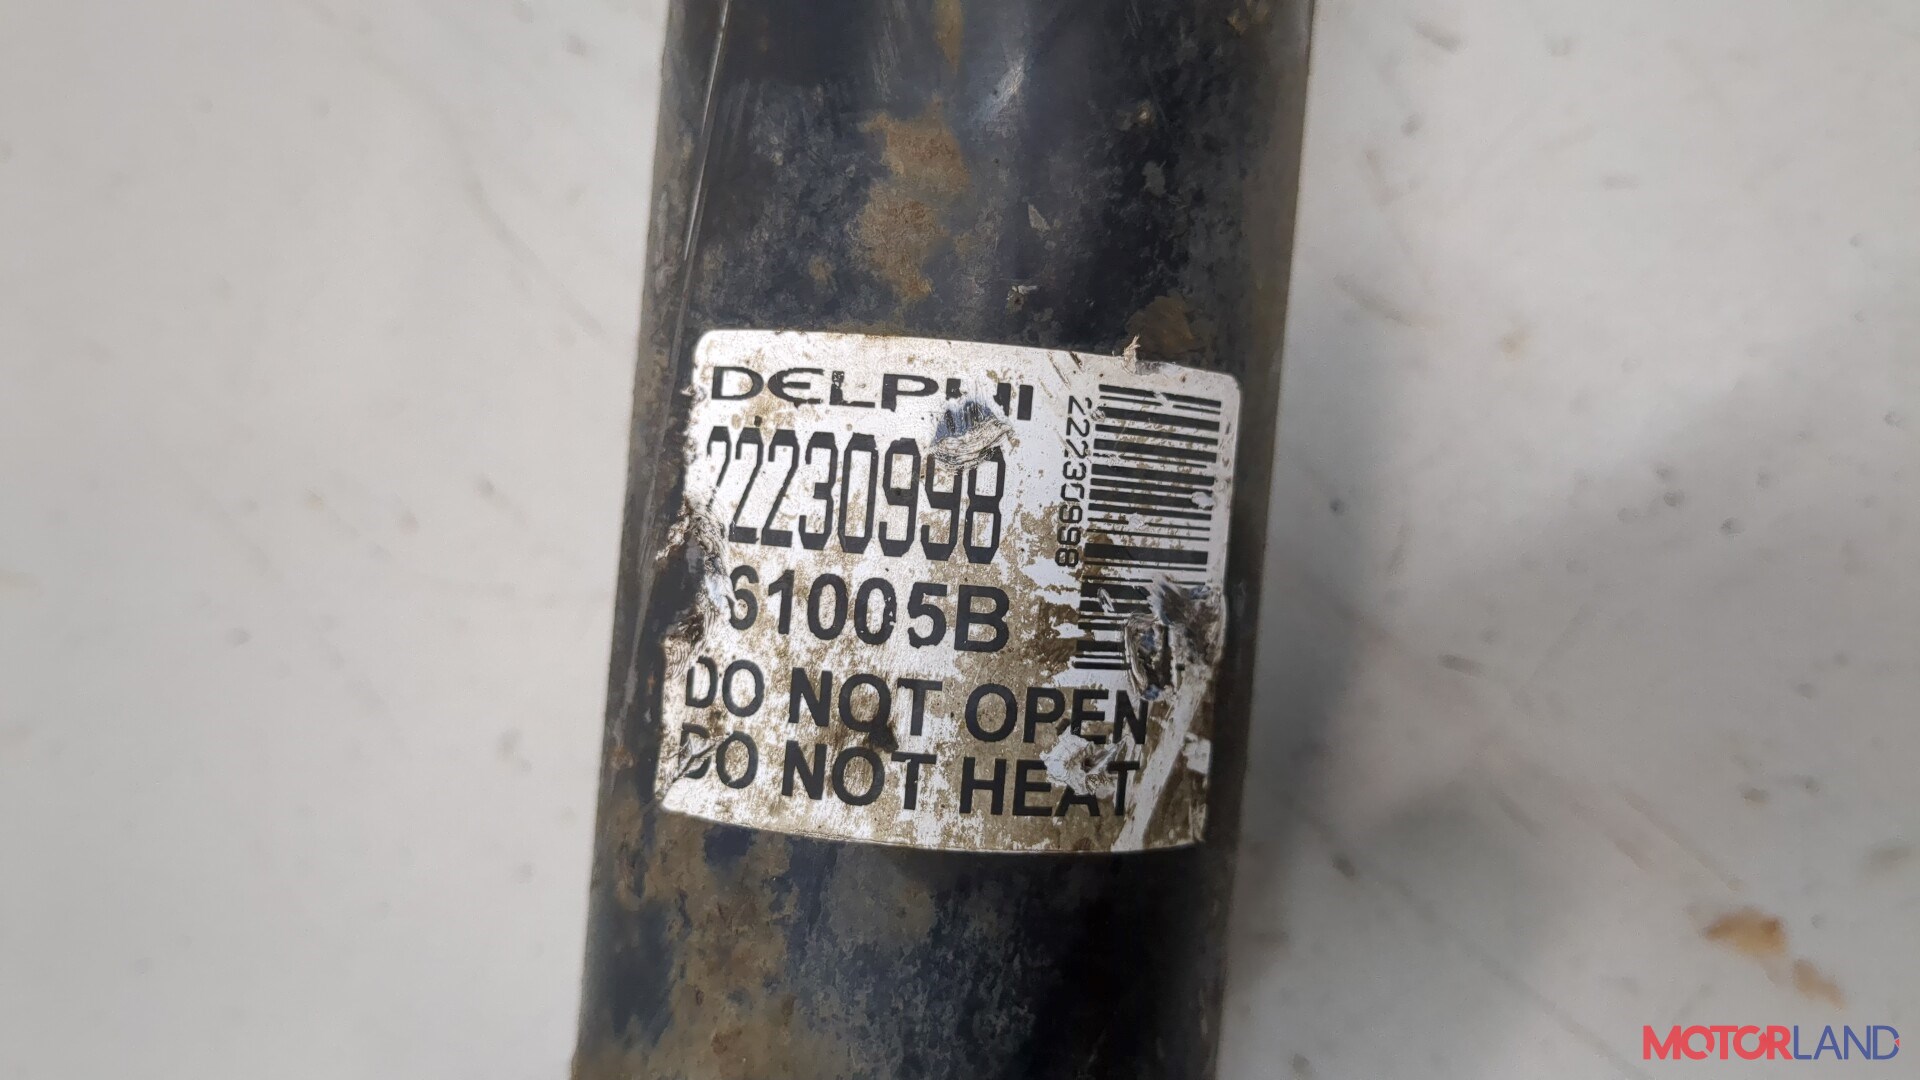 DELPHI
22230998
61005B
DO NOT OPEN
DO NOT HEAT
22230998
MOTORLAND